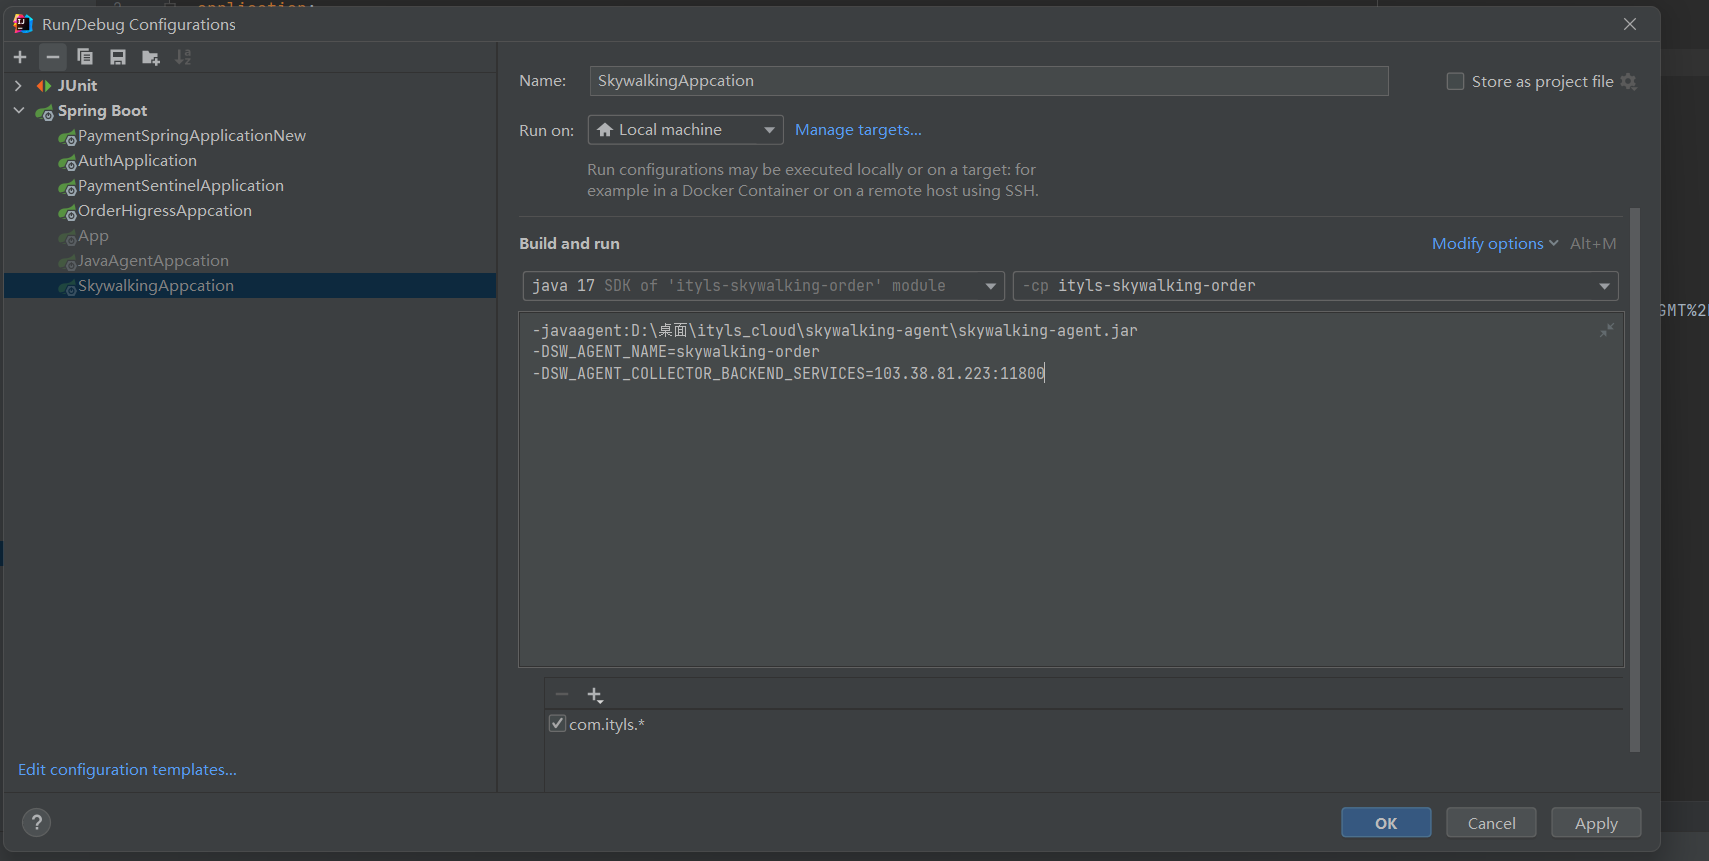 application:
Run/Debug Configurations
JUnit
Spring Boot
PaymentSpringApplicationNew
AuthApplication
PaymentSentinelApplication
OrderHigressAppcation
App
JavaAgentAppcation
SkywalkingAppcation
Edit configuration templates...
Name: SkywalkingAppcation
Store as project file
Run on: Local machine Manage targets...
Run configurations may be executed locally or on a target: for
example in a Docker Container or on a remote host using SSH.
Build and run
Modify options Alt+M
java 17 SDK of 'ityls-skywalking-order' module
-cp ityls-skywalking-order
-javaagent:D:\桌面\ityls_cloud\skywalking-agent\skywalking-agent.jar
-DSW_AGENT_NAME=skywalking-order
-DSW_AGENT_COLLECTOR_BACKEND_SERVICES=103.38.81.223:11800
com.ityls.*
?
OK
Cancel
Apply